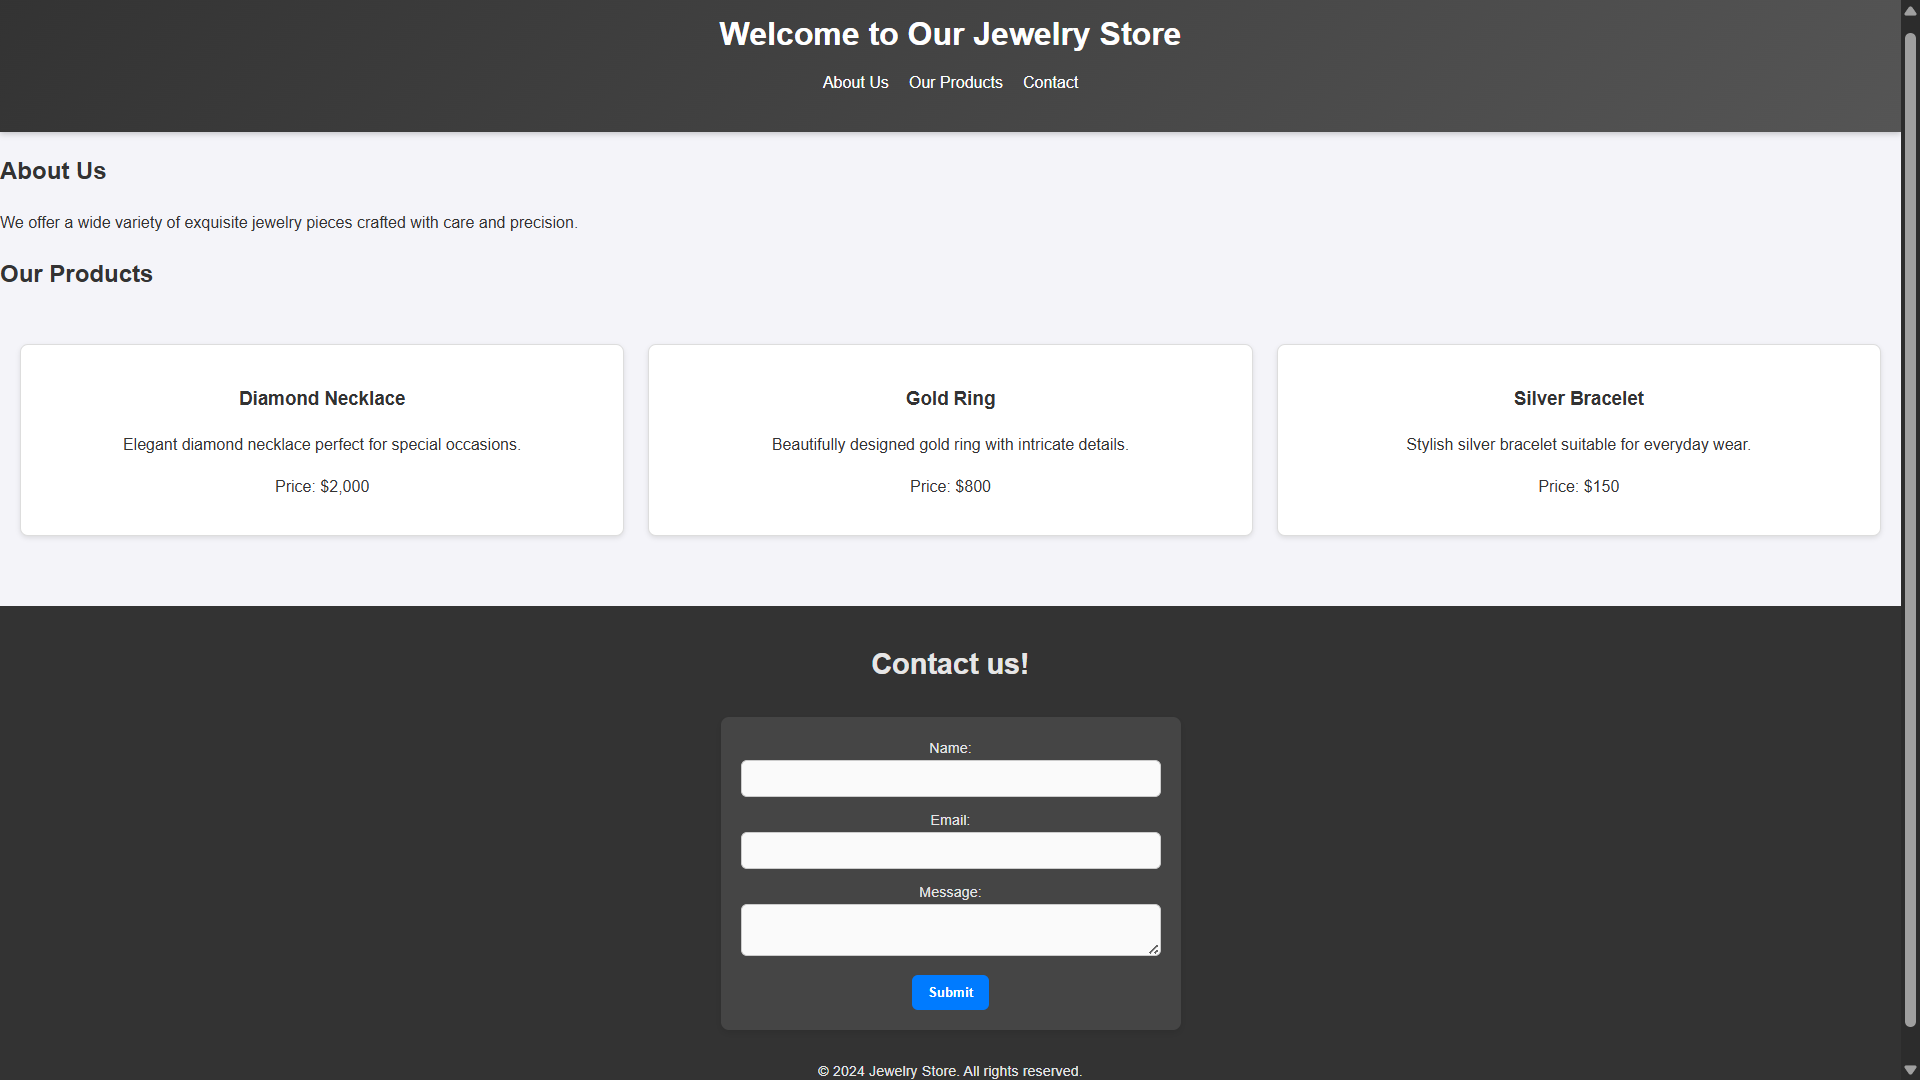 Welcome to Our Jewelry Store
About Us Our Products Contact
About Us
We offer a wide variety of exquisite jewelry pieces crafted with care and precision.
Our Products
Diamond Necklace
Elegant diamond necklace perfect for special occasions.
Price: $2,000
Gold Ring
Beautifully designed gold ring with intricate details.
Price: $800
Silver Bracelet
Stylish silver bracelet suitable for everyday wear.
Price: $150
Contact us!
Name:
Email:
Message:
Submit
© 2024 Jewelry Store. All rights reserved.